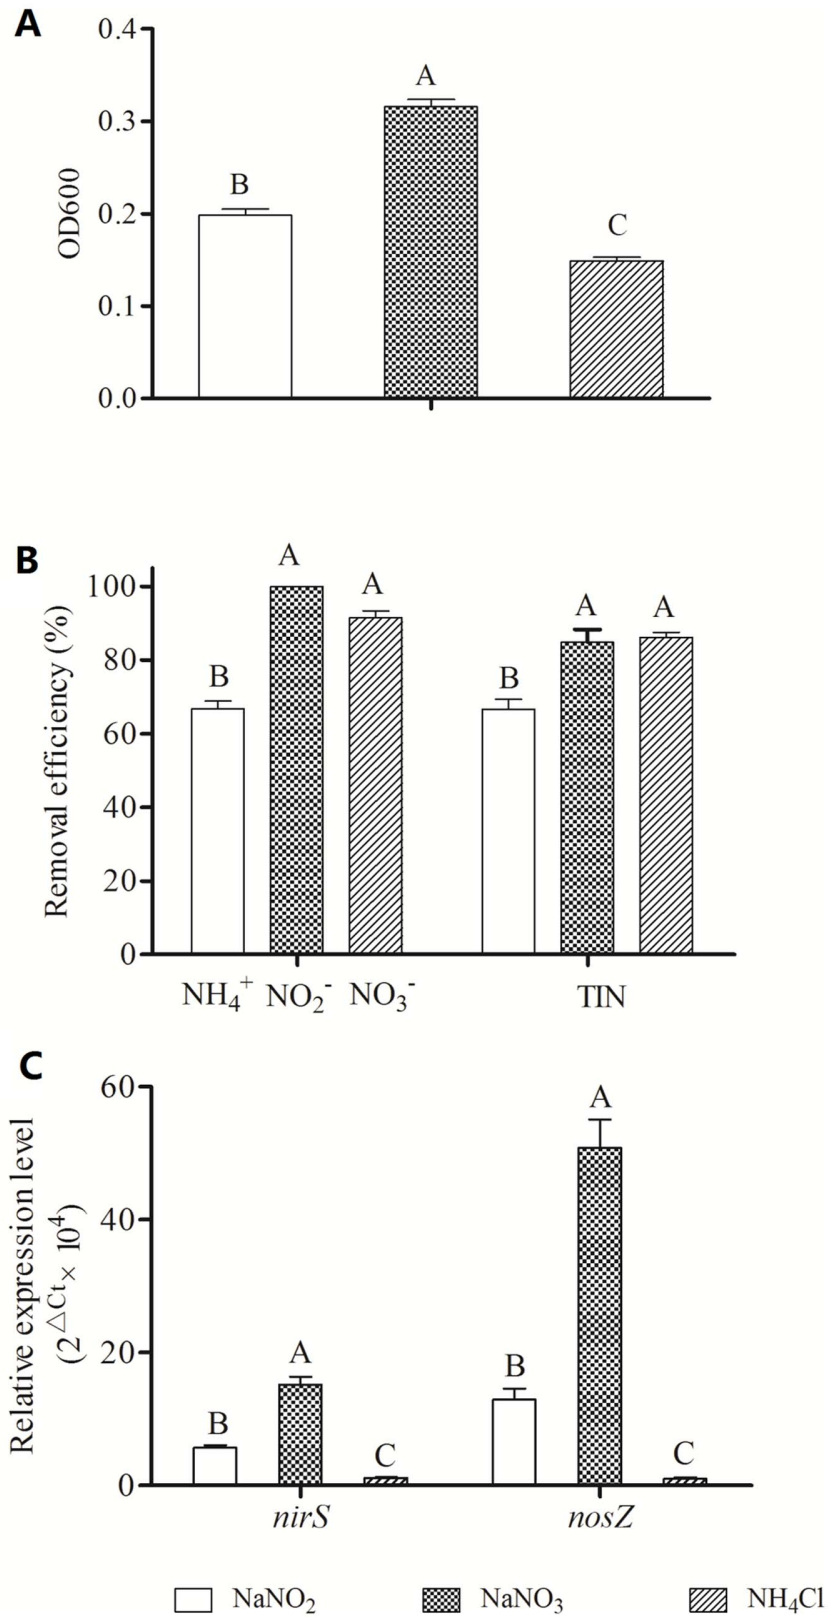 A
0.4
0.3
0.2
0.1
0.0
OD600
B
A
C
B
100
80
60
40
20
0
Removal efficiency (%)
B
A
A
B
A
A
NH₄⁺ NO₂⁻ NO₃⁻ TIN
C
60
40
20
0
Relative expression level
(2^△Ct × 10⁴)
B
A
C
B
A
C
nirS nosZ
NaNO₂ NaNO₃ NH₄Cl